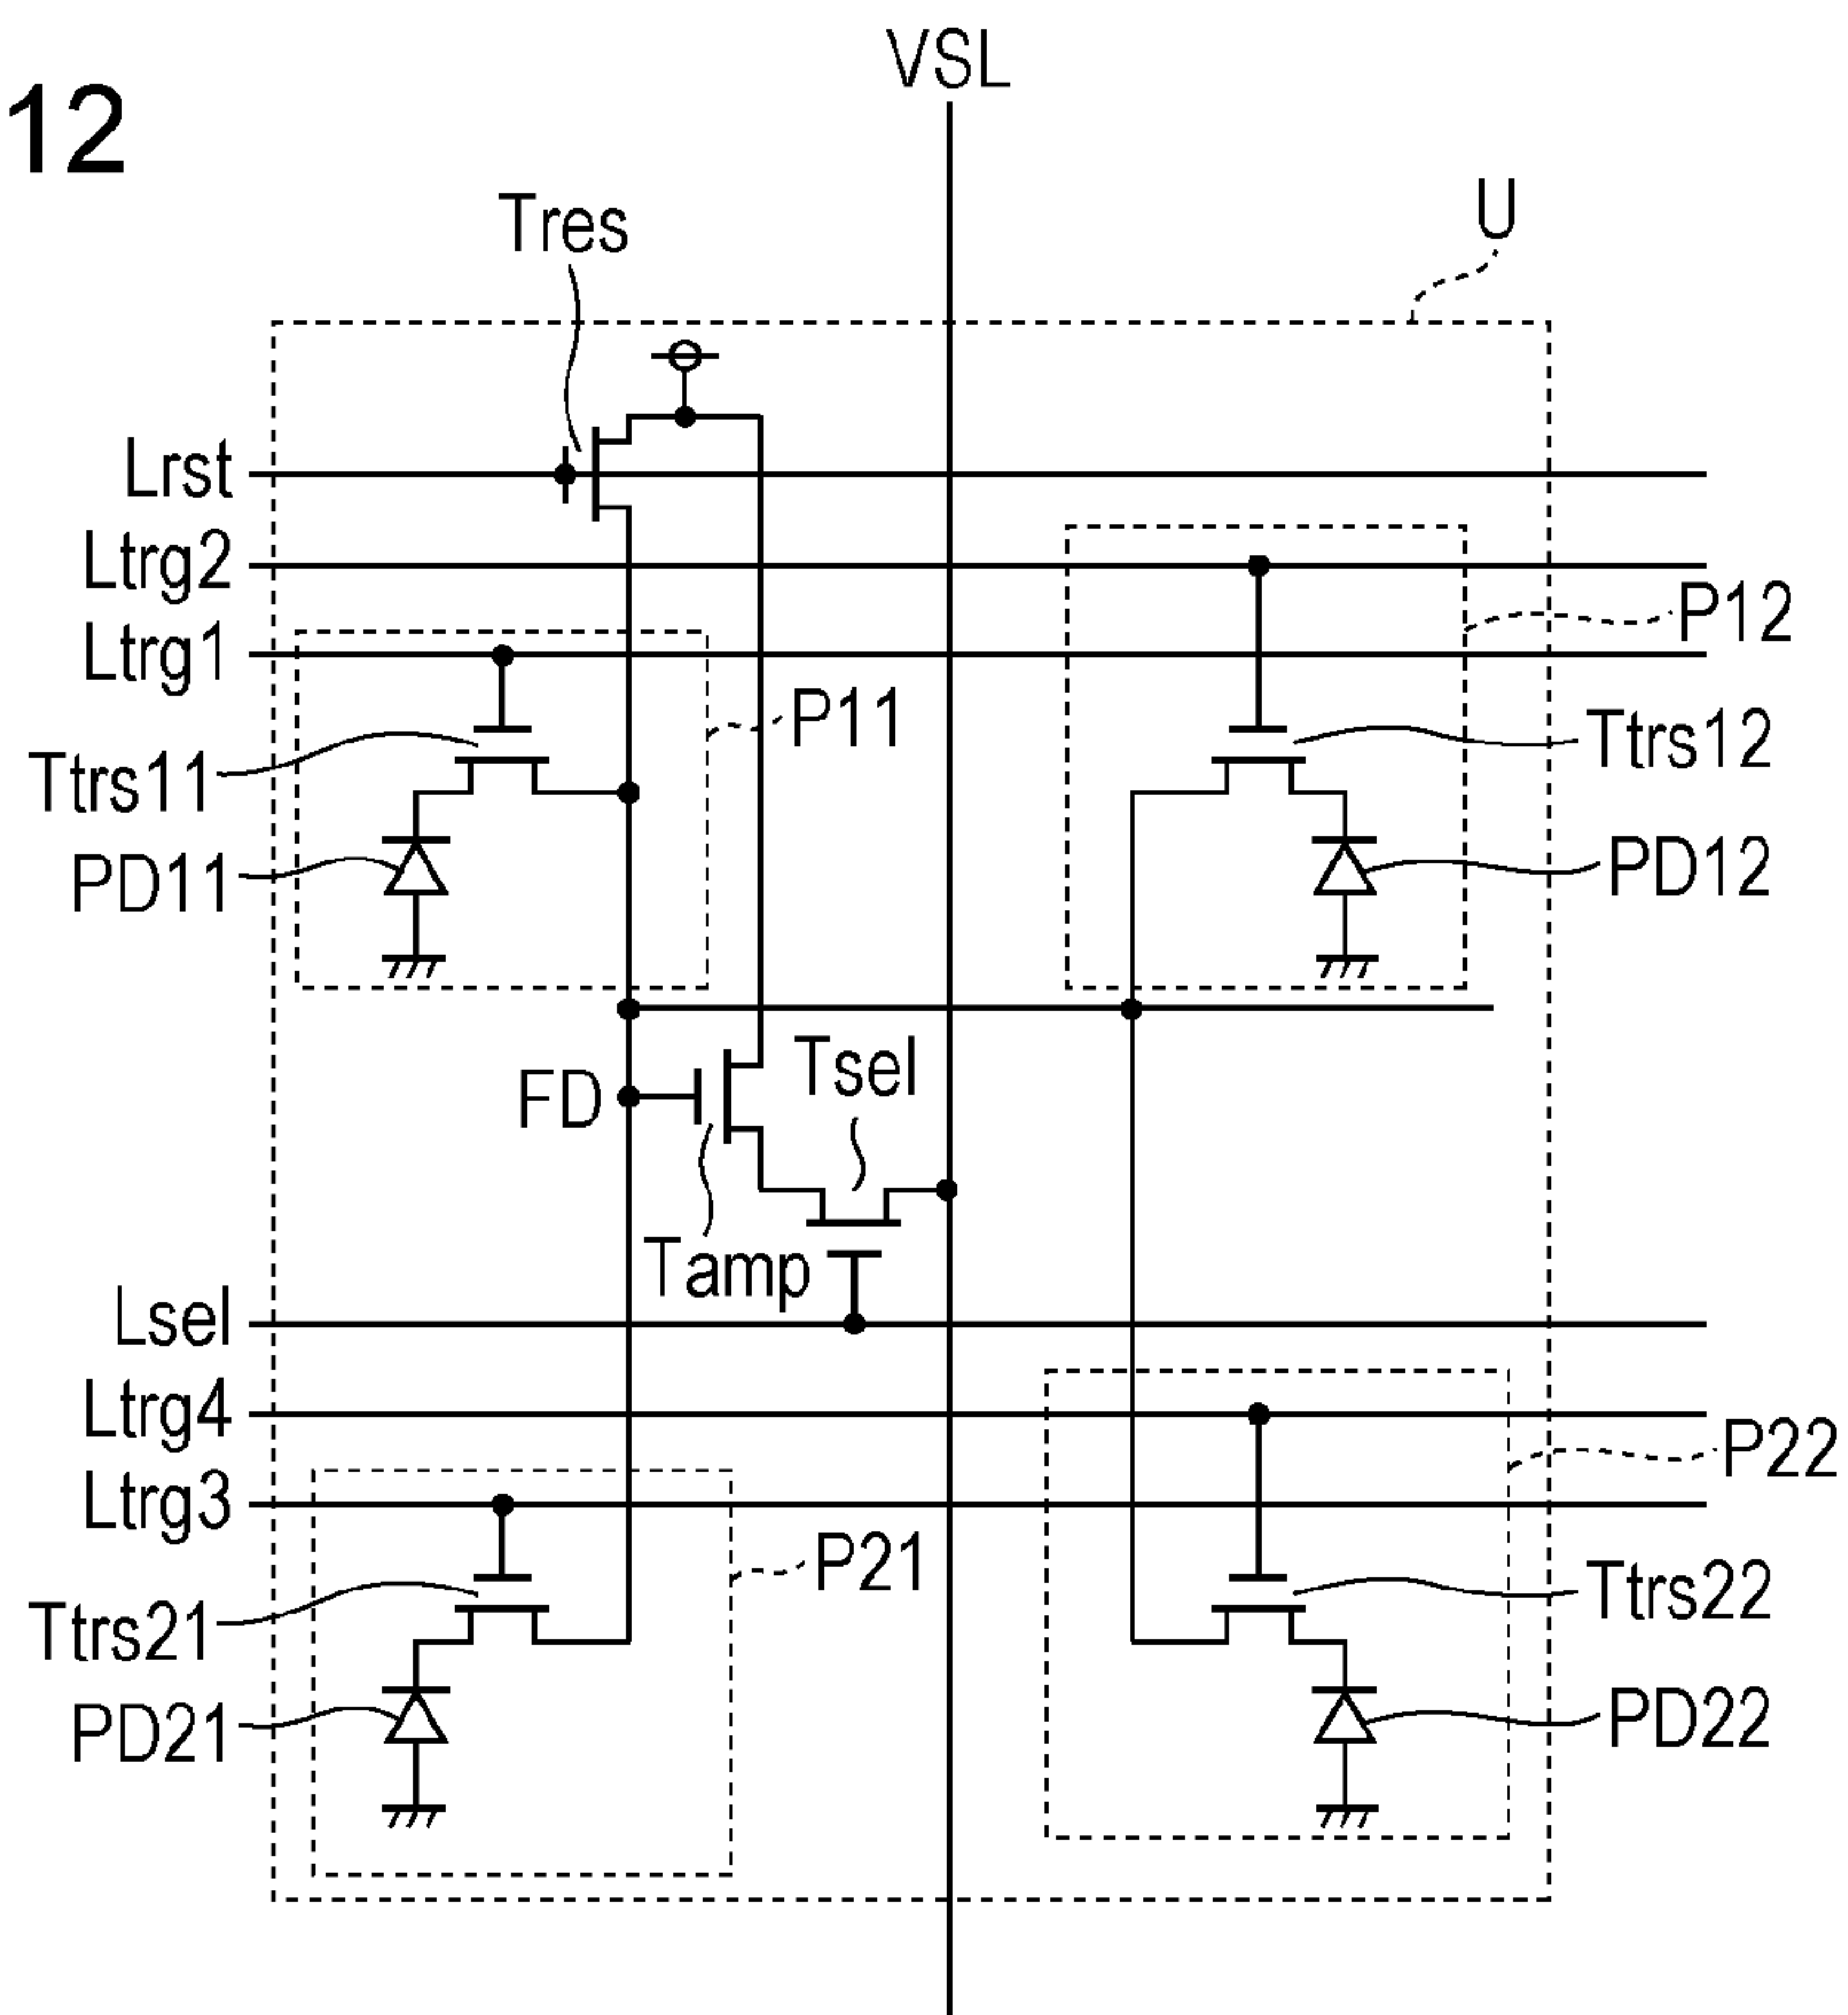 VSL
12
U
Tres
Lrst
Ltrg2
P12
Ltrg1
P11
Ttrs12
Ttrs11
PD12
PD11
Tsel
FD
Tamp
Lsel
Ltrg4
P22
Ltrg3
P21
Ttrs22
Ttrs21
PD22
PD21